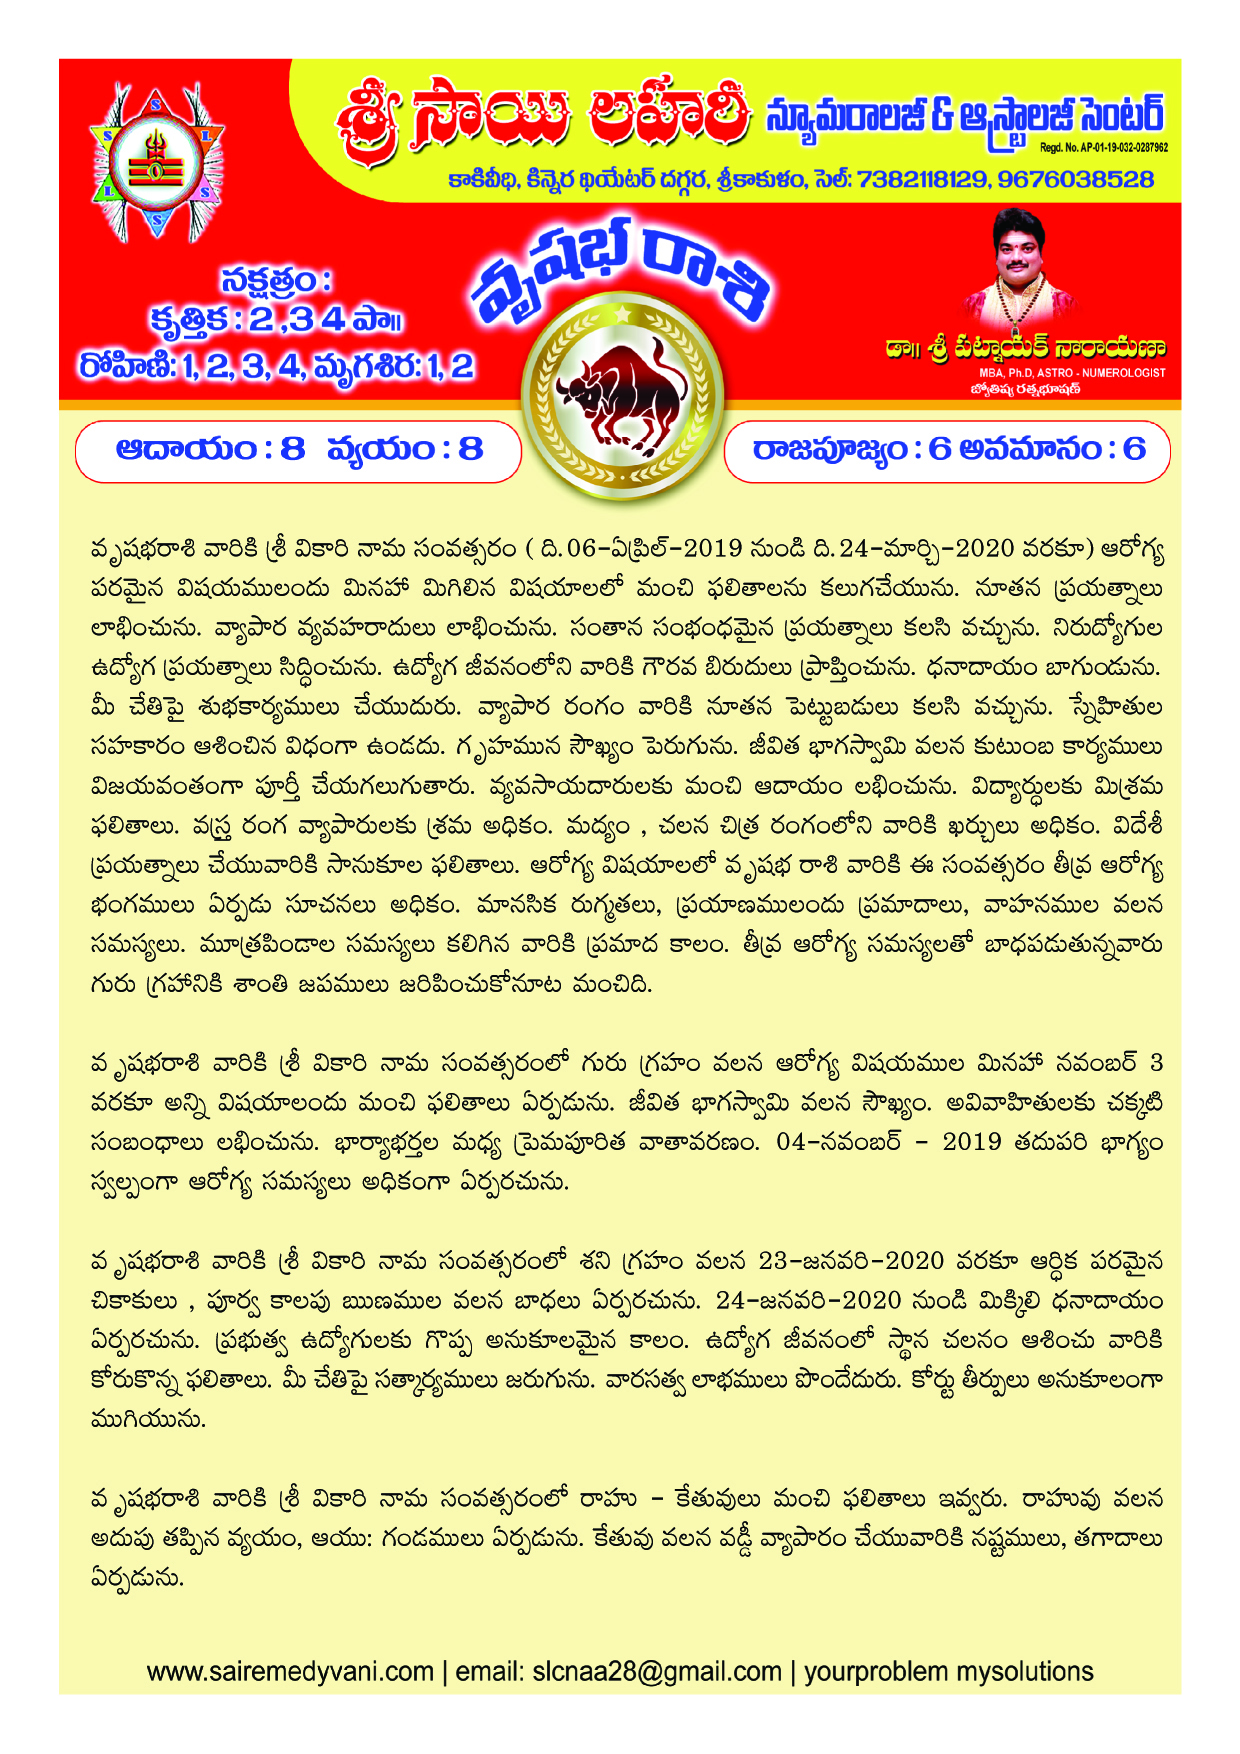 శ్రీ సాయి లహరి న్యూమరాలజీ & ఆస్ట్రాలజీ సెంటర్
Regd. No. AP-01-19-032-0287962
కాకివీధి, కిన్నెర థియేటర్ దగ్గర, శ్రీకాకుళం, సెల్: 7382118129, 9676038528
S
S L
L S
S
వృషభ రాశి
నక్షత్రం :
కృత్తిక : 2 ,3 4 పా॥
రోహిణి: 1, 2, 3, 4, మృగశిర: 1, 2
డా॥ శ్రీ పట్నాయక్ నారాయణా
MBA, Ph.D, ASTRO - NUMEROLOGIST
జ్యోతిష్య రత్నభూషణ్
ఆదాయం : 8 వ్యయం : 8
రాజపూజ్యం : 6 అవమానం : 6
వృషభరాశి వారికి శ్రీ వికారి నామ సంవత్సరం ( ది.06-ఏప్రిల్-2019 నుండి ది.24-మార్చి-2020 వరకూ) ఆరోగ్య
పరమైన విషయములందు మినహా మిగిలిన విషయాలలో మంచి ఫలితాలను కలుగచేయును. నూతన ప్రయత్నాలు
లాభించును. వ్యాపార వ్యవహరాదులు లాభించును. సంతాన సంభంధమైన ప్రయత్నాలు కలసి వచ్చును. నిరుద్యోగుల
ఉద్యోగ ప్రయత్నాలు సిద్ధించును. ఉద్యోగ జీవనంలోని వారికి గౌరవ బిరుదులు ప్రాప్తించును. ధనాదాయం బాగుండును.
మీ చేతిపై శుభకార్యములు చేయుదురు. వ్యాపార రంగం వారికి నూతన పెట్టుబడులు కలసి వచ్చును. స్నేహితుల
సహకారం ఆశించిన విధంగా ఉండదు. గృహమున సౌఖ్యం పెరుగును. జీవిత భాగస్వామి వలన కుటుంబ కార్యములు
విజయవంతంగా పూర్తీ చేయగలుగుతారు. వ్యవసాయదారులకు మంచి ఆదాయం లభించును. విద్యార్ధులకు మిశ్రమ
ఫలితాలు. వస్త్ర రంగ వ్యాపారులకు శ్రమ అధికం. మద్యం , చలన చిత్ర రంగంలోని వారికి ఖర్చులు అధికం. విదేశీ
ప్రయత్నాలు చేయువారికి సానుకూల ఫలితాలు. ఆరోగ్య విషయాలలో వృషభ రాశి వారికి ఈ సంవత్సరం తీవ్ర ఆరోగ్య
భంగములు ఏర్పడు సూచనలు అధికం. మానసిక రుగ్మతలు, ప్రయాణములందు ప్రమాదాలు, వాహనముల వలన
సమస్యలు. మూత్రపిండాల సమస్యలు కలిగిన వారికి ప్రమాద కాలం. తీవ్ర ఆరోగ్య సమస్యలతో బాధపడుతున్నవారు
గురు గ్రహానికి శాంతి జపములు జరిపించుకోనూట మంచిది.
వృషభరాశి వారికి శ్రీ వికారి నామ సంవత్సరంలో గురు గ్రహం వలన ఆరోగ్య విషయముల మినహా నవంబర్ 3
వరకూ అన్ని విషయాలందు మంచి ఫలితాలు ఏర్పడును. జీవిత భాగస్వామి వలన సౌఖ్యం. అవివాహితులకు చక్కటి
సంబంధాలు లభించును. భార్యాభర్తల మధ్య ప్రెమపూరిత వాతావరణం. 04-నవంబర్ - 2019 తదుపరి భాగ్యం
స్వల్పంగా ఆరోగ్య సమస్యలు అధికంగా ఏర్పరచును.
వృషభరాశి వారికి శ్రీ వికారి నామ సంవత్సరంలో శని గ్రహం వలన 23-జనవరి-2020 వరకూ ఆర్ధిక పరమైన
చికాకులు , పూర్వ కాలపు ఋణముల వలన బాధలు ఏర్పరచును. 24-జనవరి-2020 నుండి మిక్కిలి ధనాదాయం
ఏర్పరచును. ప్రభుత్వ ఉద్యోగులకు గొప్ప అనుకూలమైన కాలం. ఉద్యోగ జీవనంలో స్థాన చలనం ఆశించు వారికి
కోరుకొన్న ఫలితాలు. మీ చేతిపై సత్కార్యములు జరుగును. వారసత్వ లాభములు పొందేదురు. కోర్టు తీర్పులు అనుకూలంగా
ముగియును.
వృషభరాశి వారికి శ్రీ వికారి నామ సంవత్సరంలో రాహు - కేతువులు మంచి ఫలితాలు ఇవ్వరు. రాహువు వలన
అదుపు తప్పిన వ్యయం, ఆయు: గండములు ఏర్పడును. కేతువు వలన వడ్డీ వ్యాపారం చేయువారికి నష్టములు, తగాదాలు
ఏర్పడును.
www.sairemedyvani.com | email: slcnaa28@gmail.com | yourproblem mysolutions